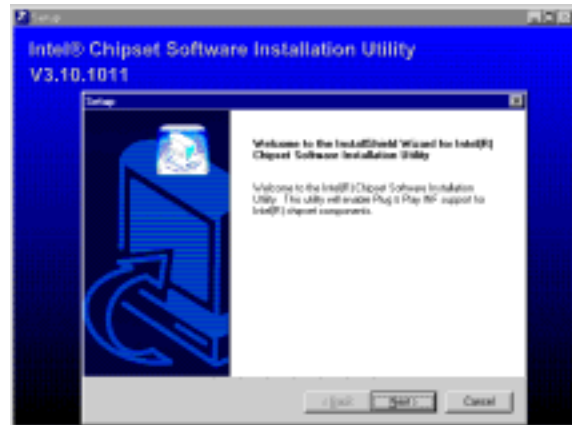 Setup
Intel® Chipset Software Installation Utility
V3.10.1011
Setup
Welcome to the InstallShield Wizard for Intel(R)
Chipset Software Installation Utility
Welcome to the Intel(R) Chipset Software Installation
Utility. This utility will enable Plug & Play INF support for
Intel(R) chipset components.
< Back
Next >
Cancel